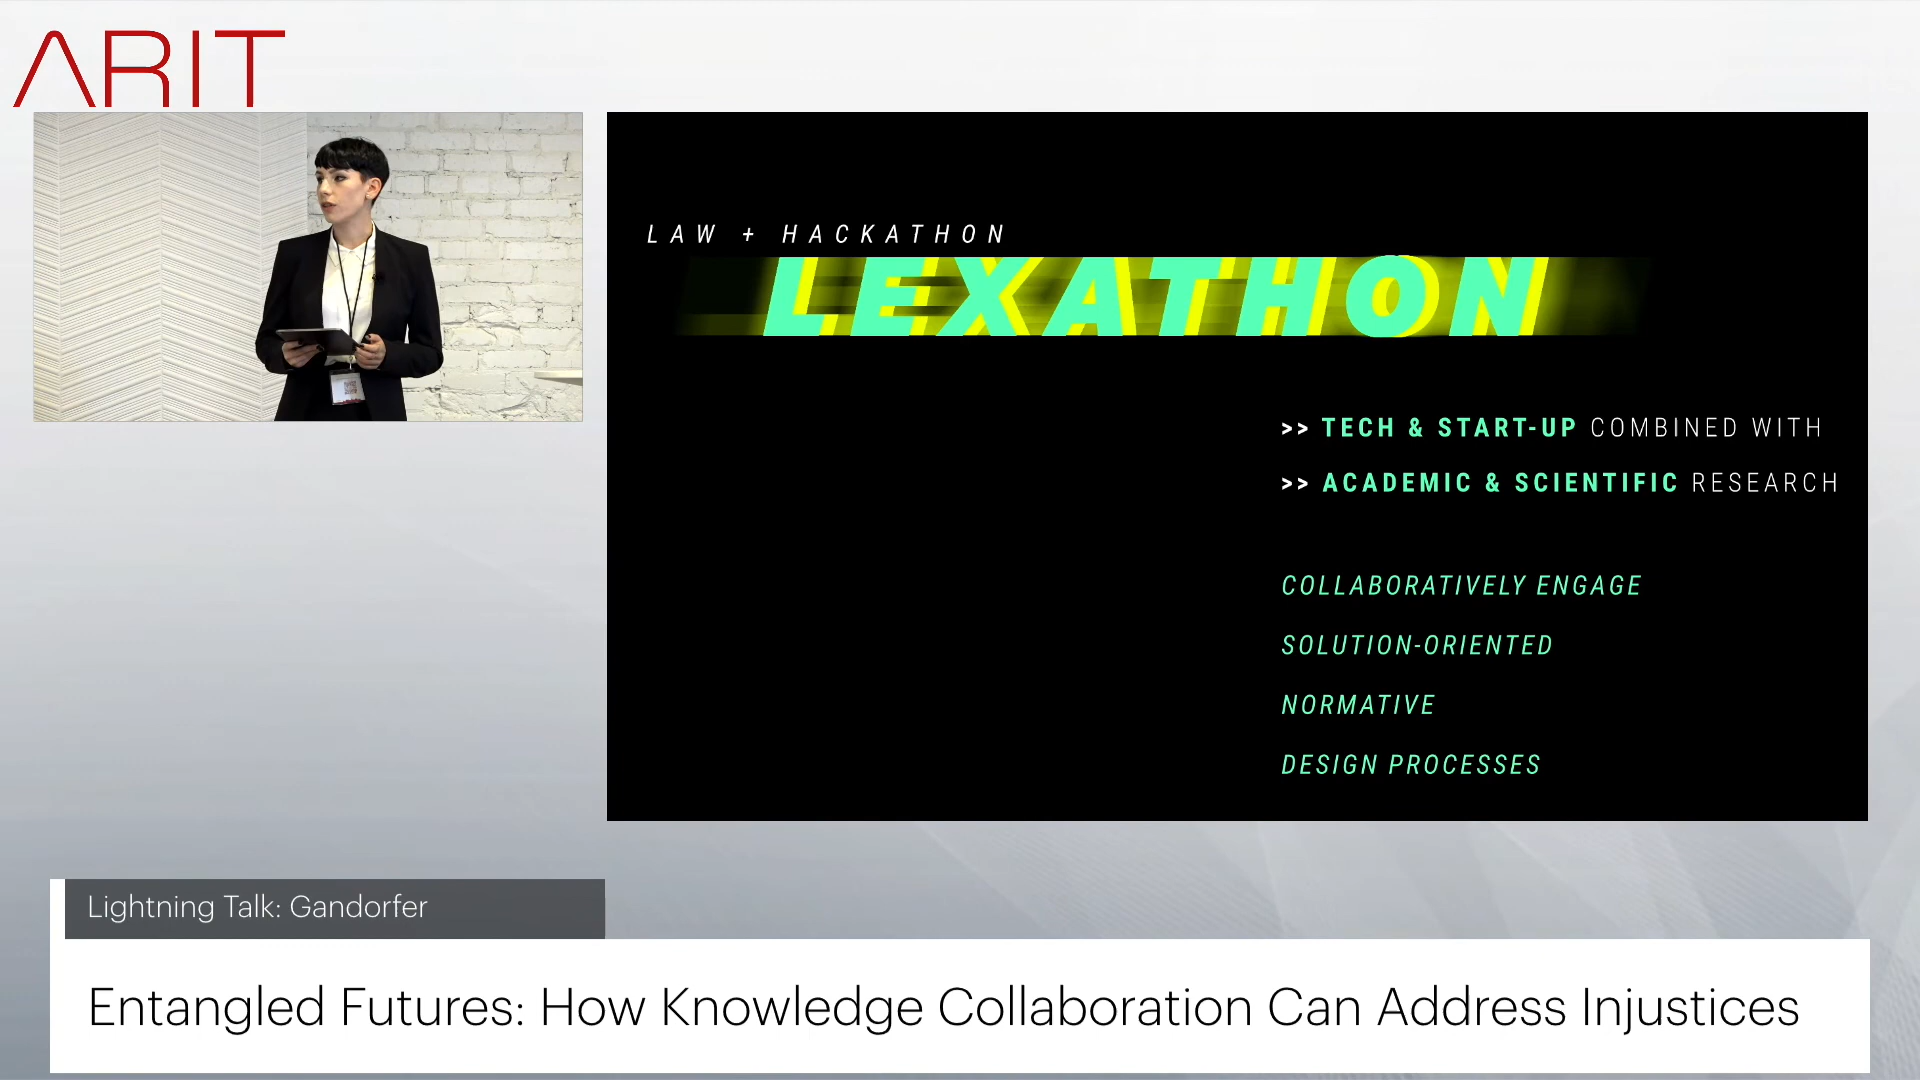 ARIT
LAW + HACKATHON
LEXATHON
>> TECH & START-UP COMBINED WITH
>> ACADEMIC & SCIENTIFIC RESEARCH
COLLABORATIVELY ENGAGE
SOLUTION-ORIENTED
NORMATIVE
DESIGN PROCESSES
Lightning Talk: Gandorfer
Entangled Futures: How Knowledge Collaboration Can Address Injustices